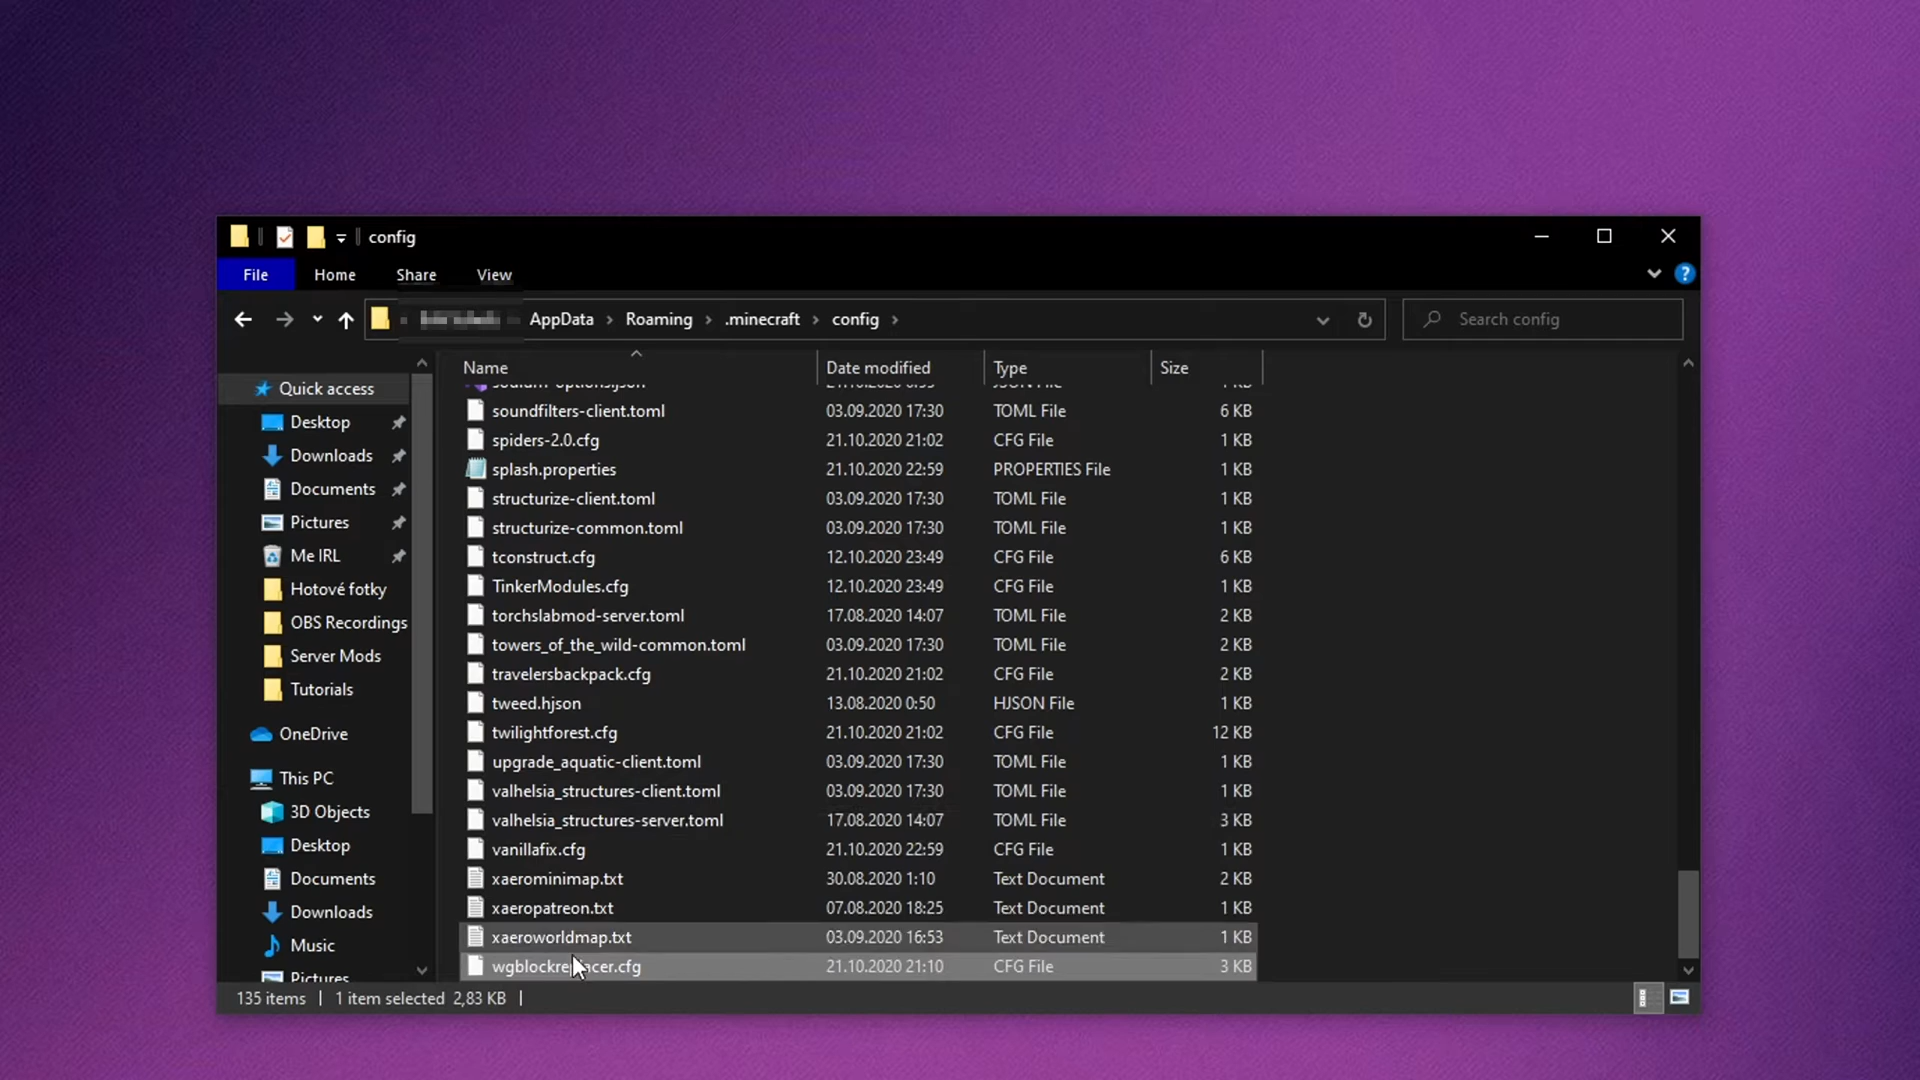 config
File Home Share View
AppData Roaming .minecraft config Search config
Name Date modified Type Size
soundfilters-client.toml 03.09.2020 17:30 TOML File 6 KB
spiders-2.0.cfg 21.10.2020 21:02 CFG File 1 KB
splash.properties 21.10.2020 22:59 PROPERTIES File 1 KB
structurize-client.toml 03.09.2020 17:30 TOML File 1 KB
structurize-common.toml 03.09.2020 17:30 TOML File 1 KB
tconstruct.cfg 12.10.2020 23:49 CFG File 6 KB
TinkerModules.cfg 12.10.2020 23:49 CFG File 1 KB
torchslabmod-server.toml 17.08.2020 14:07 TOML File 2 KB
towers_of_the_wild-common.toml 03.09.2020 17:30 TOML File 2 KB
travelersbackpack.cfg 21.10.2020 21:02 CFG File 2 KB
tweed.hjson 13.08.2020 0:50 HJSON File 1 KB
twilightforest.cfg 21.10.2020 21:02 CFG File 12 KB
upgrade_aquatic-client.toml 03.09.2020 17:30 TOML File 1 KB
valhelsia_structures-client.toml 03.09.2020 17:30 TOML File 1 KB
valhelsia_structures-server.toml 17.08.2020 14:07 TOML File 3 KB
vanillafix.cfg 21.10.2020 22:59 CFG File 1 KB
xaerominimap.txt 30.08.2020 1:10 Text Document 2 KB
xaeropatreon.txt 07.08.2020 18:25 Text Document 1 KB
xaeroworldmap.txt 03.09.2020 16:53 Text Document 1 KB
21.10.2020 21:10 CFG File 3 KB
Quick access
Desktop
Downloads
Documents
Pictures
Me IRL
Hotové fotky
OBS Recordings
Server Mods
Tutorials
OneDrive
This PC
3D Objects
Desktop
Documents
Downloads
Music
Pictures
135 items 1 item selected 2,83 KB